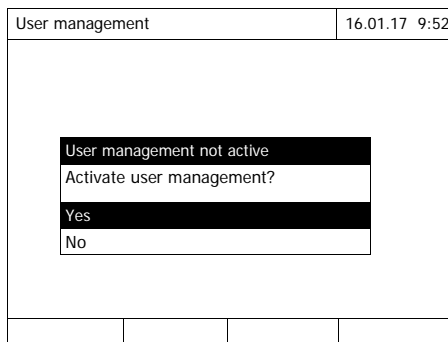 User management 16.01.17 9:52
User management not active
Activate user management?
Yes
No